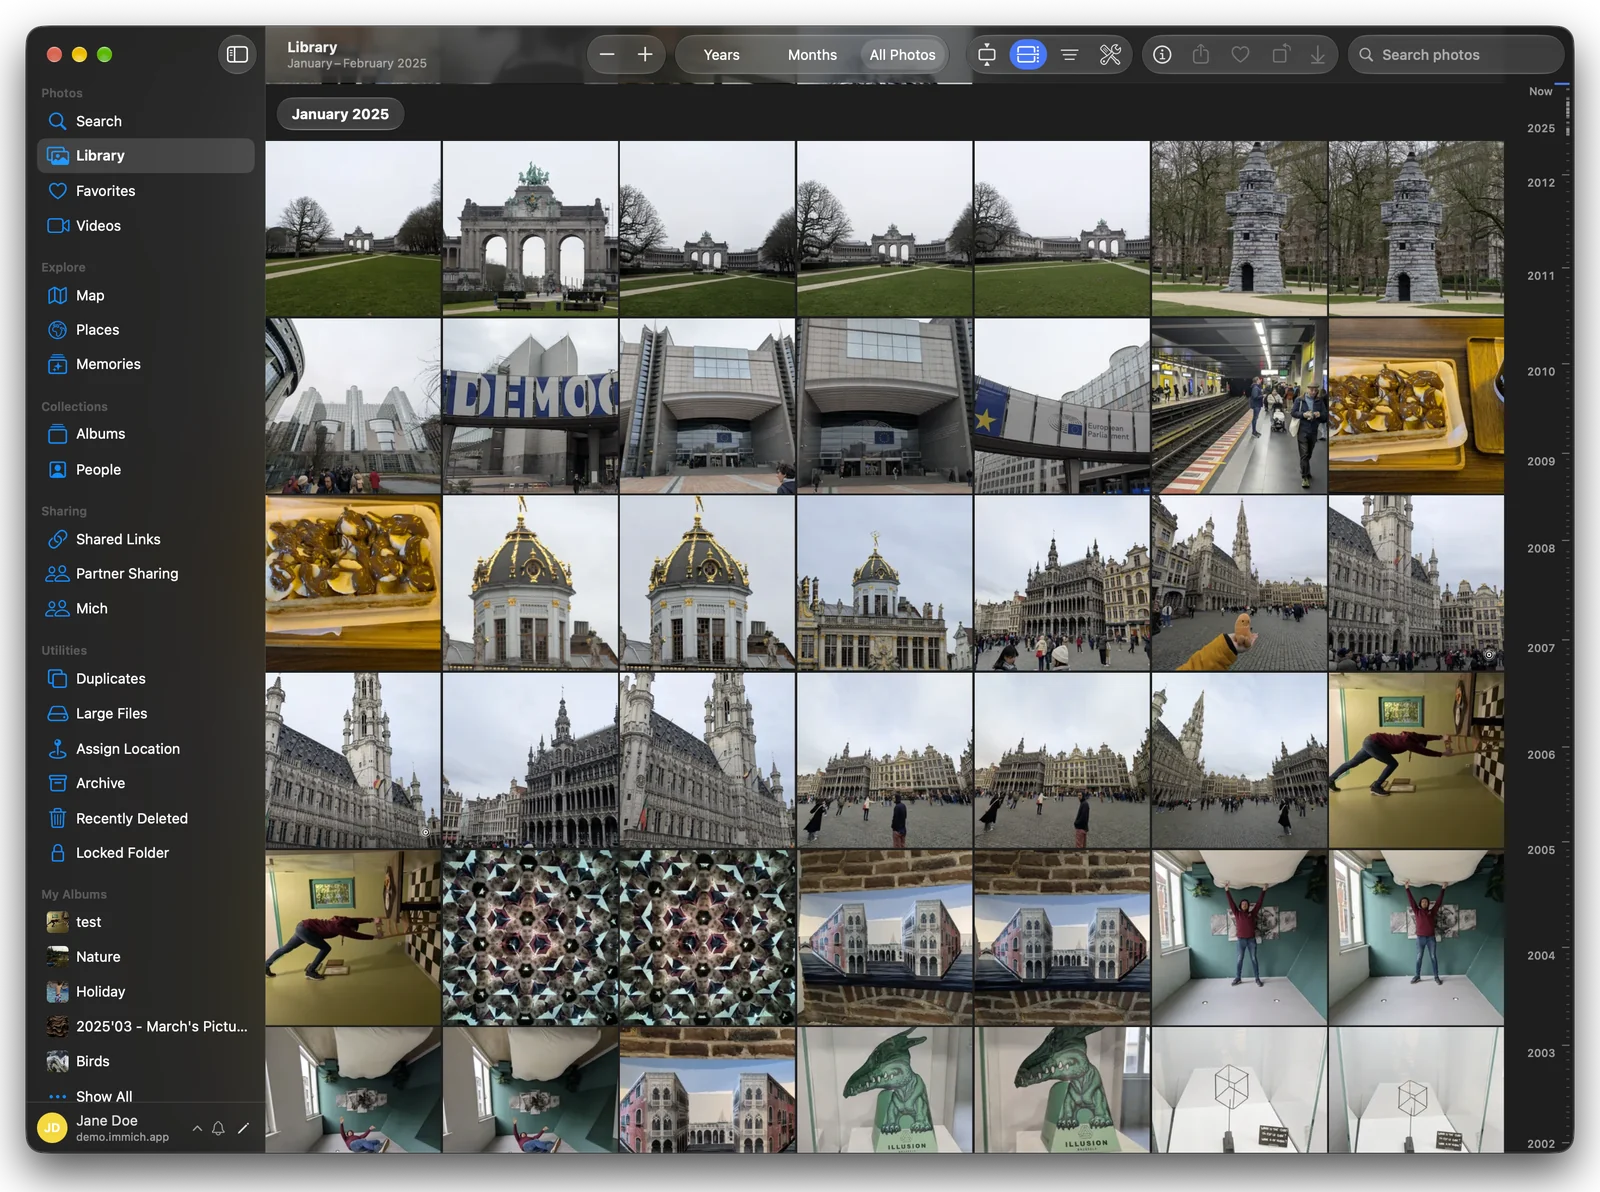 Library
January – February 2025
Years
Months
All Photos
Search photos
Photos
Search
Library
Favorites
Videos
Explore
Map
Places
Memories
Collections
Albums
People
Sharing
Shared Links
Partner Sharing
Mich
Utilities
Duplicates
Large Files
Assign Location
Archive
Recently Deleted
Locked Folder
My Albums
test
Nature
Holiday
2025'03 - March's Pictu...
Birds
Show All
JD
Jane Doe
demo.immich.app
January 2025
DEMOC
European
Parliament
ILLUSION
ILLUSION
Now
2025
2012
2011
2010
2009
2008
2007
2006
2005
2004
2003
2002